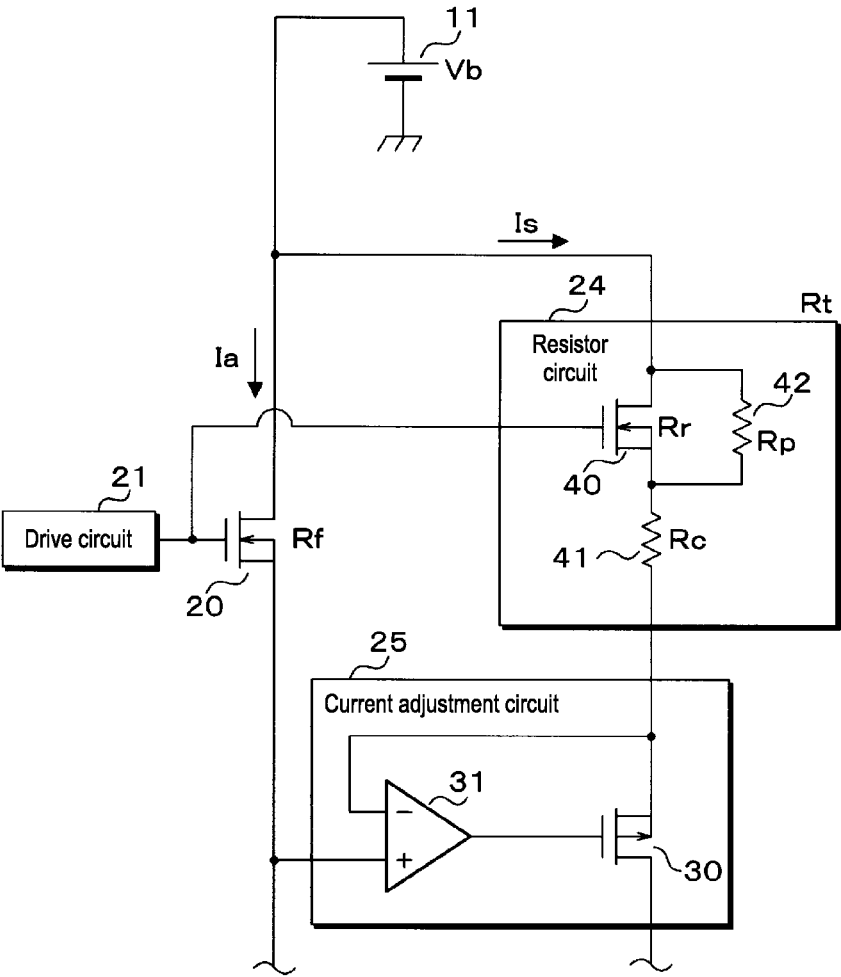 11
Vb
Is
24
Rt
Ia
Resistor
circuit
42
Rr
Rp
40
21
Drive circuit
Rf
41
Rc
20
25
Current adjustment circuit
31
−
+
30